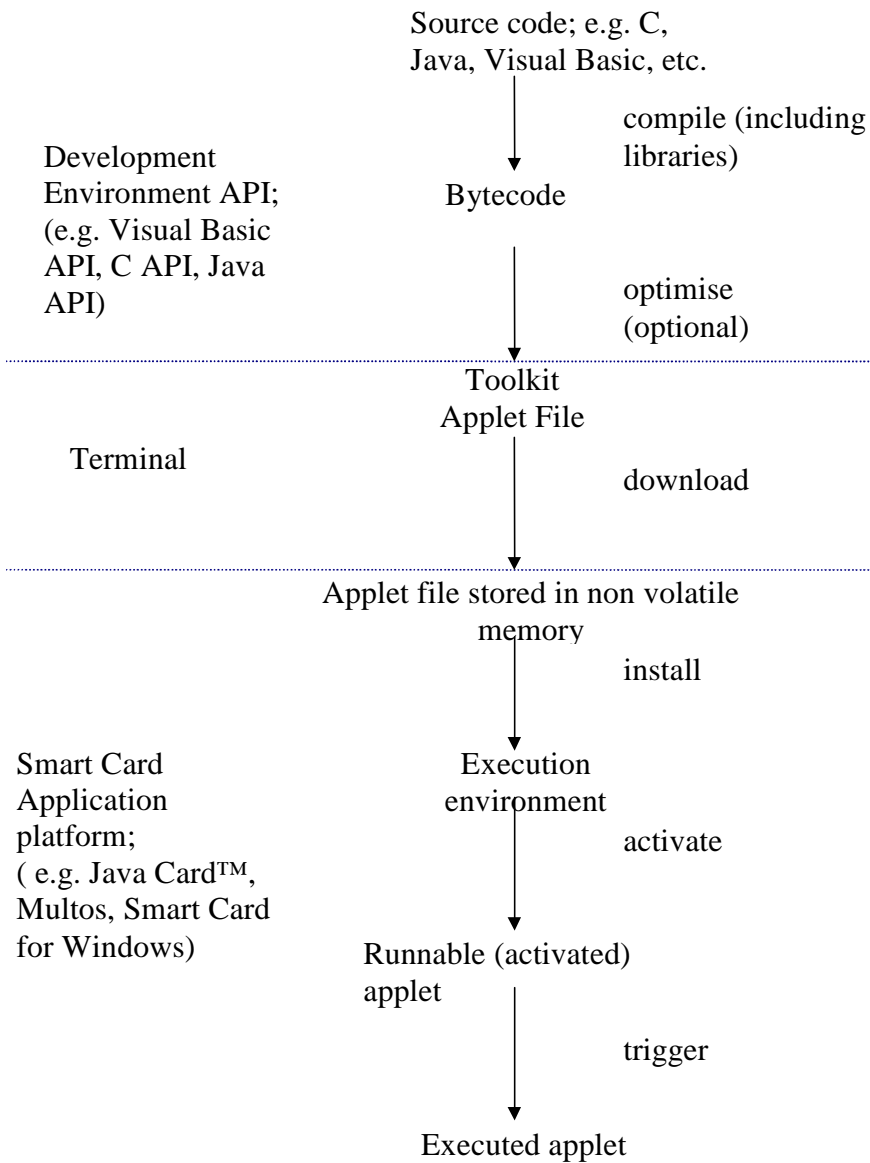 Source code; e.g. C,
Java, Visual Basic, etc.
compile (including
libraries)
Development
Environment API;
(e.g. Visual Basic
API, C API, Java
API)
Bytecode
optimise
(optional)
Toolkit
Applet File
Terminal
download
Applet file stored in non volatile
memory
install
Smart Card
Application
platform;
( e.g. Java Card™,
Multos, Smart Card
for Windows)
Execution
environment
activate
Runnable (activated)
applet
trigger
Executed applet